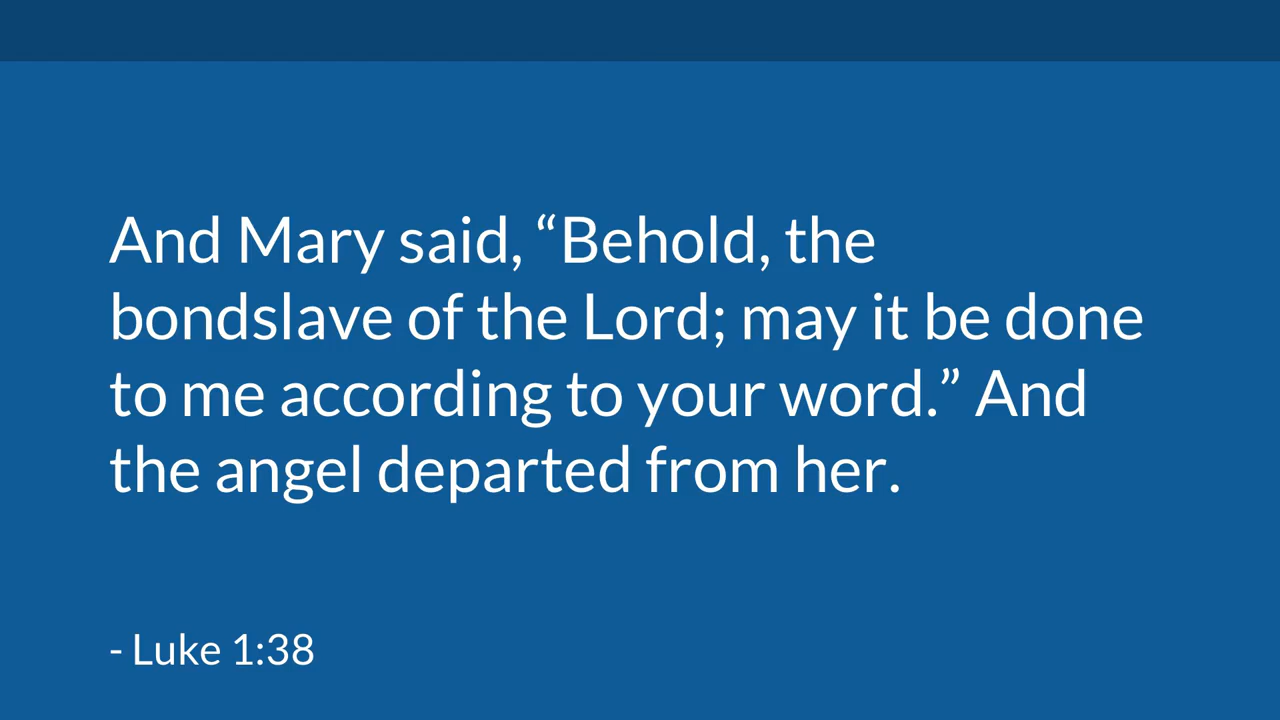 And Mary said, “Behold, the
bondslave of the Lord; may it be done
to me according to your word.” And
the angel departed from her.
- Luke 1:38